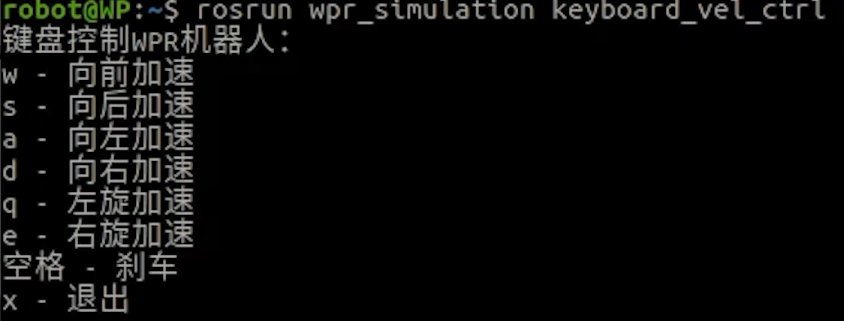 robot@WP:~$ rosrun wpr_simulation keyboard_vel_ctrl
键盘控制WPR机器人：
w - 向前加速
s - 向后加速
a - 向左加速
d - 向右加速
q - 左旋加速
e - 右旋加速
空格 - 刹车
x - 退出